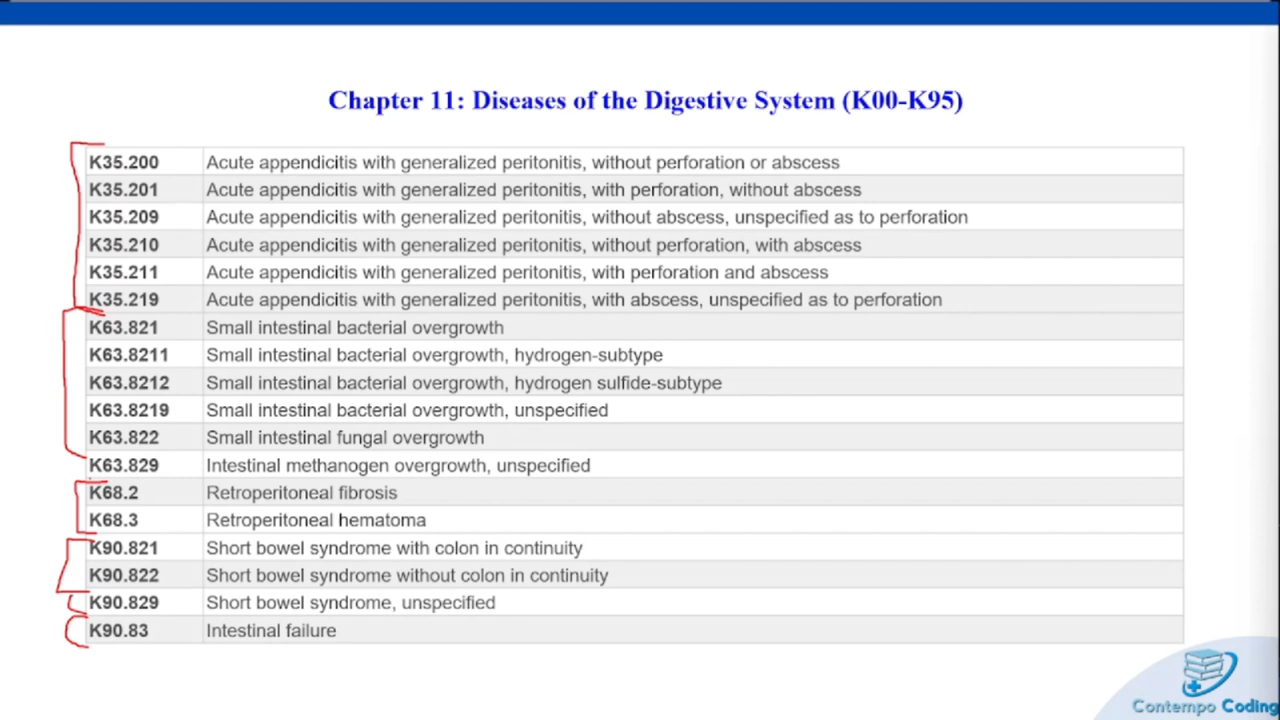 Chapter 11: Diseases of the Digestive System (K00-K95)
K35.200 Acute appendicitis with generalized peritonitis, without perforation or abscess
K35.201 Acute appendicitis with generalized peritonitis, with perforation, without abscess
K35.209 Acute appendicitis with generalized peritonitis, without abscess, unspecified as to perforation
K35.210 Acute appendicitis with generalized peritonitis, without perforation, with abscess
K35.211 Acute appendicitis with generalized peritonitis, with perforation and abscess
K35.219 Acute appendicitis with generalized peritonitis, with abscess, unspecified as to perforation
K63.821 Small intestinal bacterial overgrowth
K63.8211 Small intestinal bacterial overgrowth, hydrogen-subtype
K63.8212 Small intestinal bacterial overgrowth, hydrogen sulfide-subtype
K63.8219 Small intestinal bacterial overgrowth, unspecified
K63.822 Small intestinal fungal overgrowth
K63.829 Intestinal methanogen overgrowth, unspecified
K68.2 Retroperitoneal fibrosis
K68.3 Retroperitoneal hematoma
K90.821 Short bowel syndrome with colon in continuity
K90.822 Short bowel syndrome without colon in continuity
K90.829 Short bowel syndrome, unspecified
K90.83 Intestinal failure
Contempo Coding